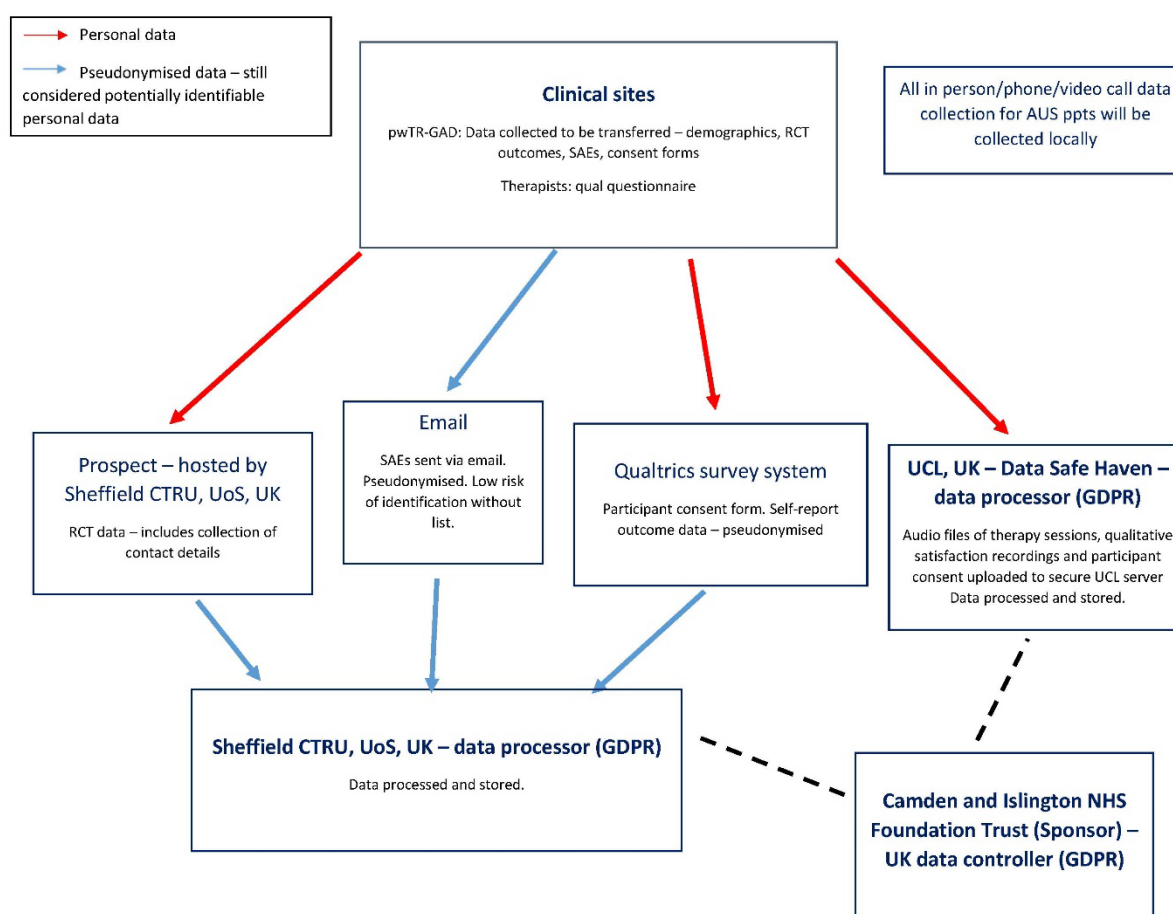 Personal data
Pseudonymised data – still
considered potentially identifiable
personal data
Clinical sites
pwTR-GAD: Data collected to be transferred – demographics, RCT
outcomes, SAEs, consent forms
Therapists: qual questionnaire
All in person/phone/video call data
collection for AUS ppts will be
collected locally
Prospect – hosted by
Sheffield CTRU, UoS, UK
RCT data – includes collection of
contact details
Email
SAEs sent via email.
Pseudonymised. Low risk
of identification without
list.
Qualtrics survey system
Participant consent form. Self-report
outcome data – pseudonymised
UCL, UK – Data Safe Haven –
data processor (GDPR)
Audio files of therapy sessions, qualitative
satisfaction recordings and participant
consent uploaded to secure UCL server
Data processed and stored.
Sheffield CTRU, UoS, UK – data processor (GDPR)
Data processed and stored.
Camden and Islington NHS
Foundation Trust (Sponsor) –
UK data controller (GDPR)